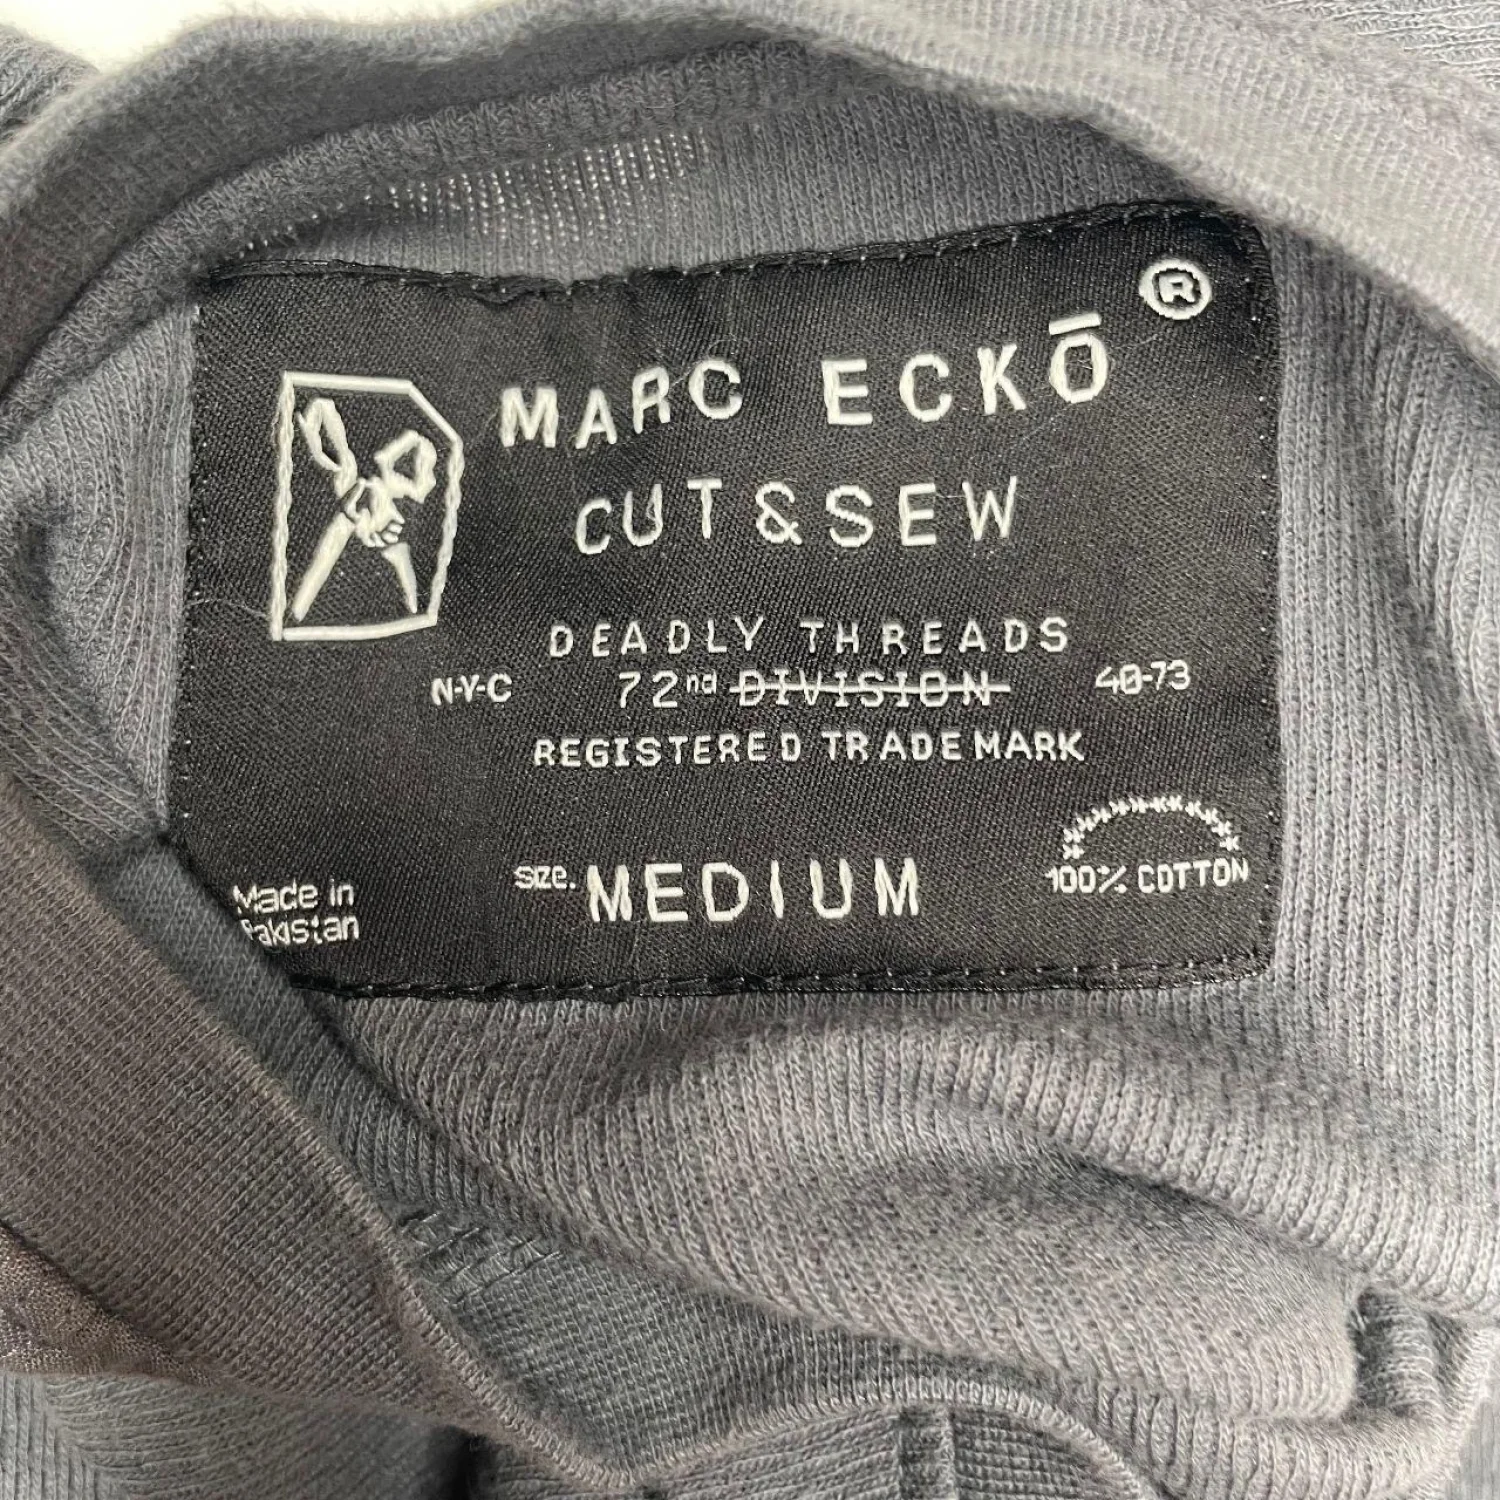 ®
MARC ECKŌ
CUT & SEW
DEADLY THREADS
N-Y-C 72nd DIVISION 40-73
REGISTERED TRADEMARK
Made in
Pakistan
size. MEDIUM
100% COTTON